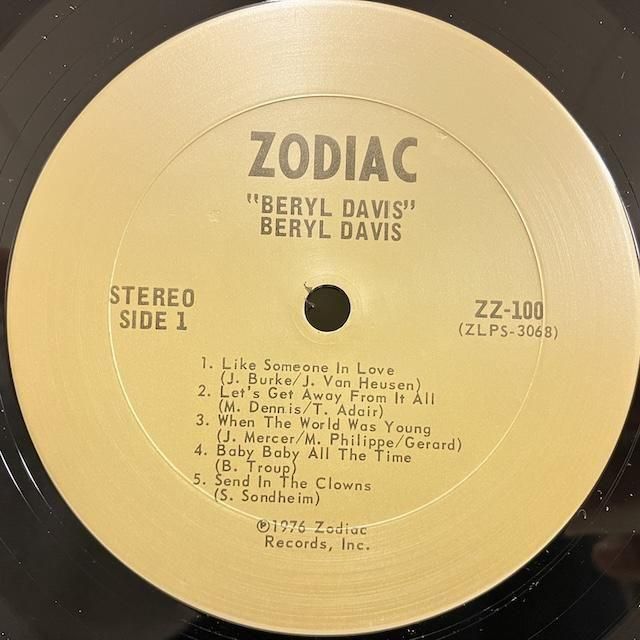 ZODIAC
"BERYL DAVIS"
BERYL DAVIS
STEREO
SIDE 1
ZZ-100
(ZLPS-3068)
1. Like Someone In Love
(J. Burke/J. Van Heusen)
2. Let's Get Away From It All
(M. Dennis/T. Adair)
3. When The World Was Young
(J. Mercer/M. Philippe/Gerard)
4. Baby Baby All The Time
(B. Troup)
5. Send In The Clowns
(S. Sondheim)
℗1976 Zodiac
Records, Inc.